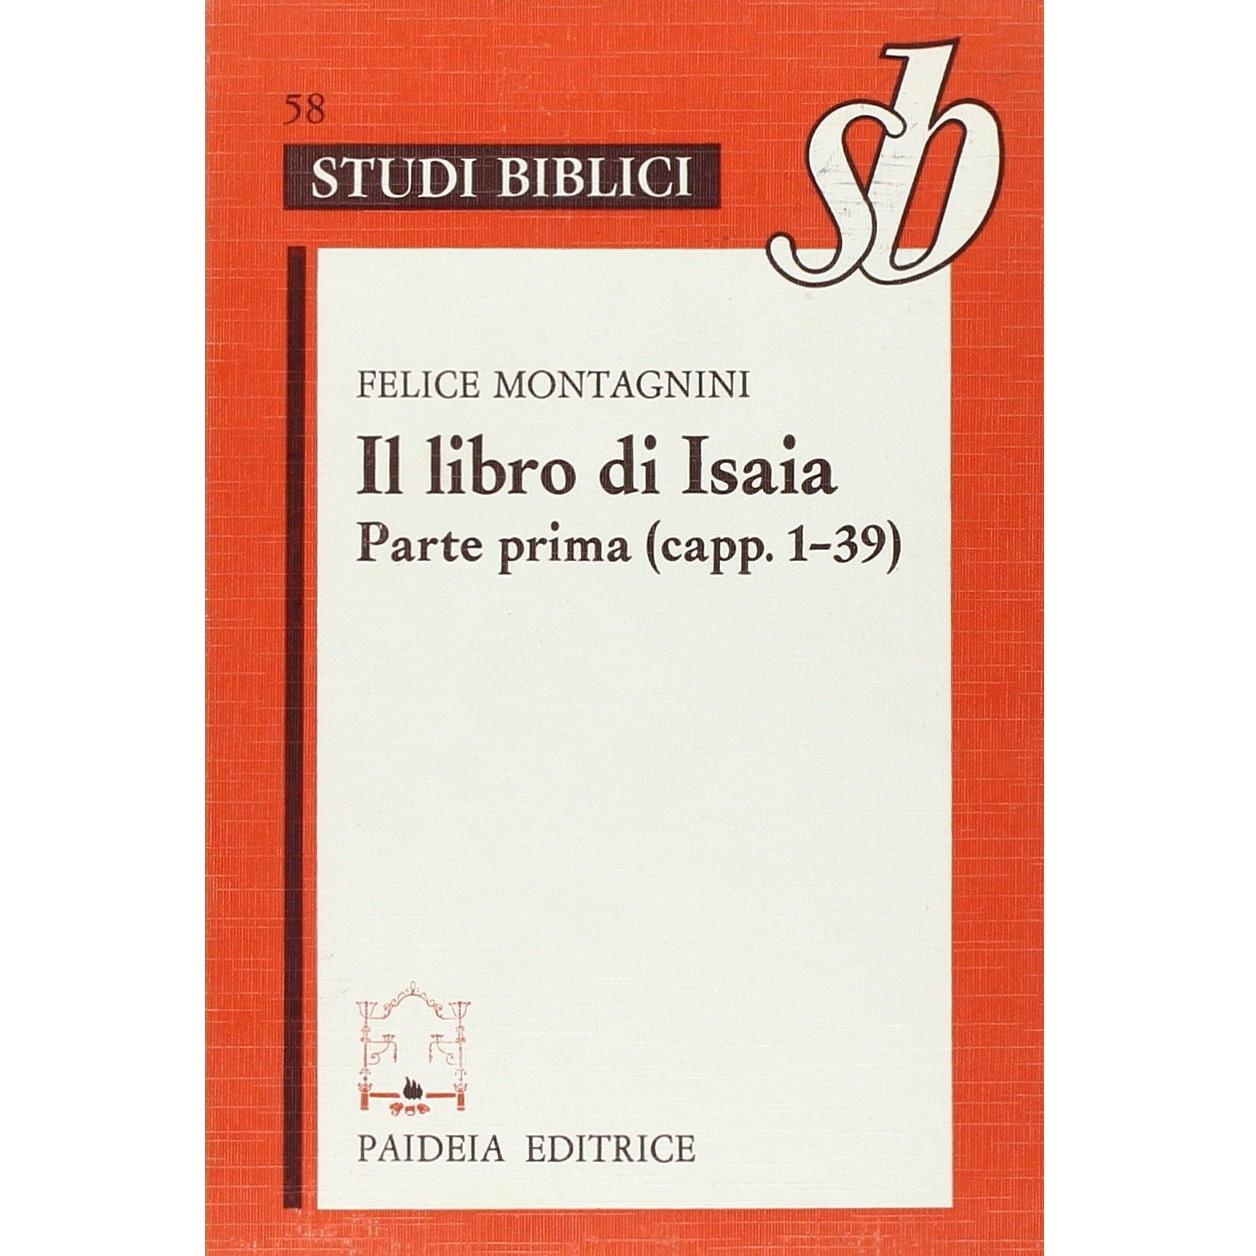 58
STUDI BIBLICI
sb
FELICE MONTAGNINI
Il libro di Isaia
Parte prima (capp. 1-39)
PAIDEIA EDITRICE